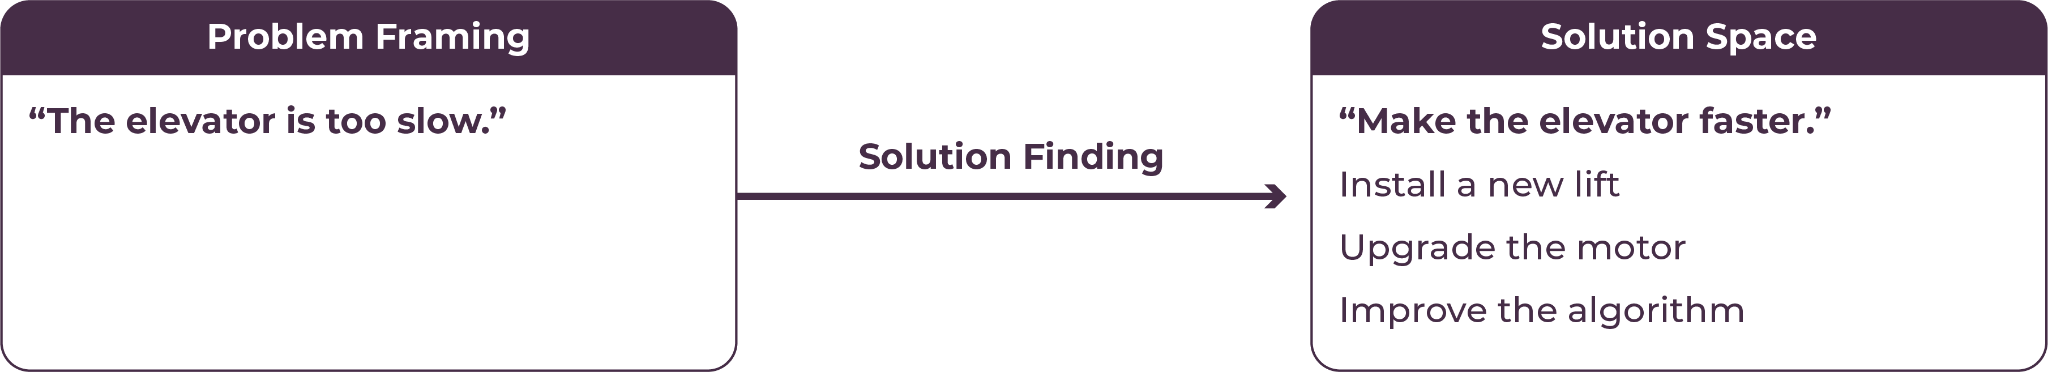 Problem Framing
“The elevator is too slow.”
Solution Finding
Solution Space
“Make the elevator faster.”
Install a new lift
Upgrade the motor
Improve the algorithm